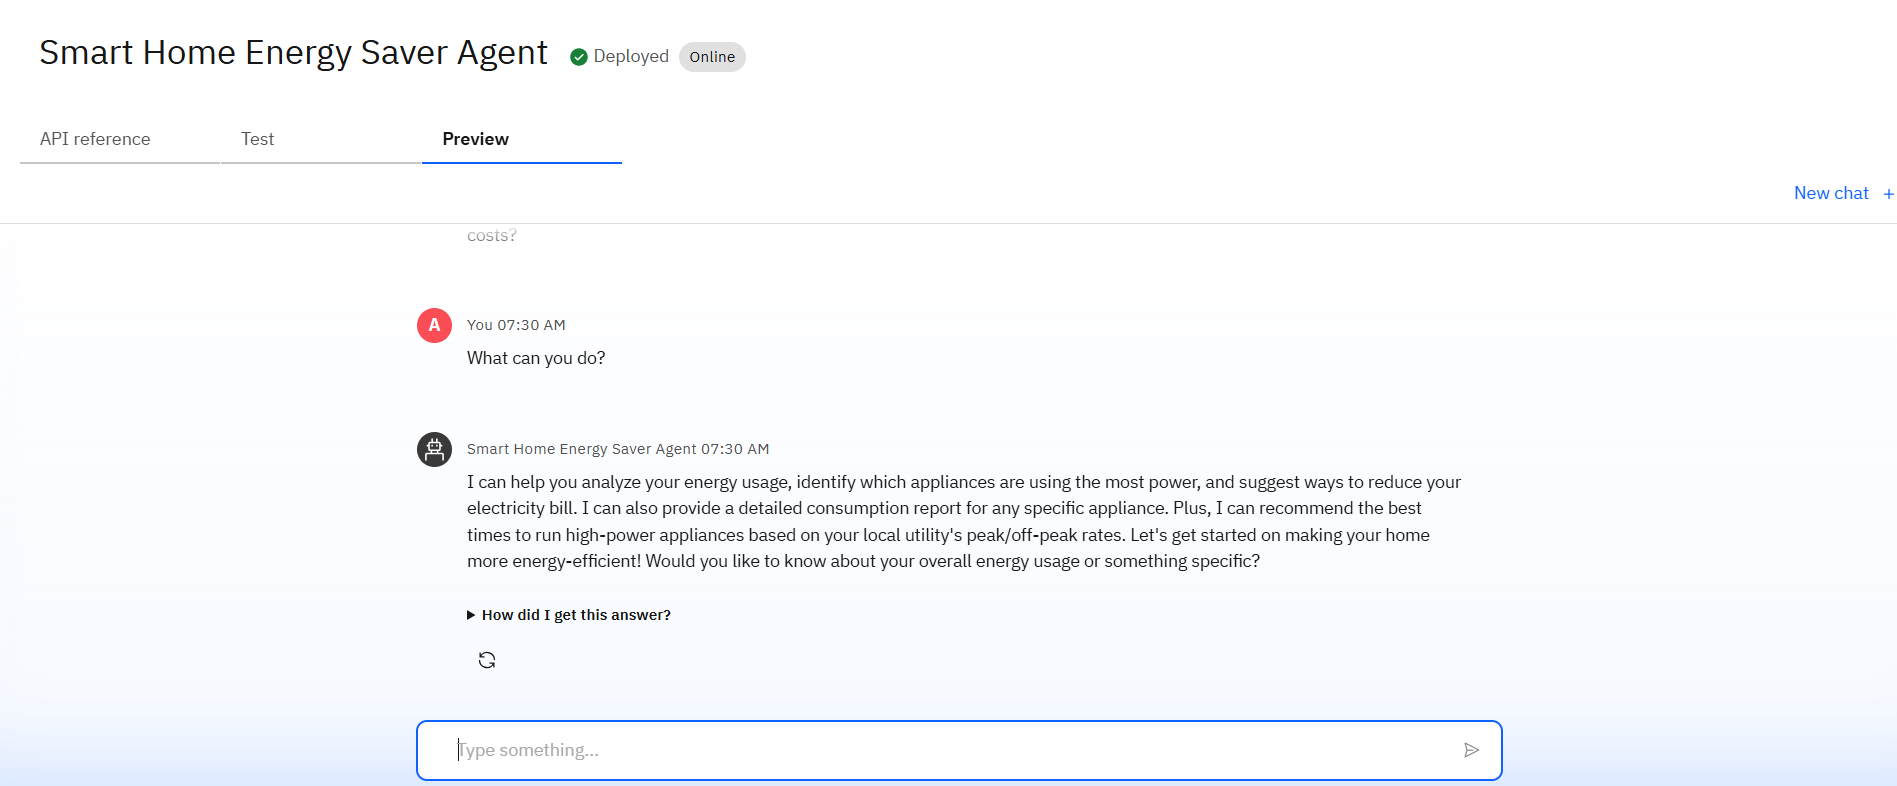 Smart Home Energy Saver Agent Deployed Online
API reference Test Preview
New chat +
costs?
A You 07:30 AM
What can you do?
Smart Home Energy Saver Agent 07:30 AM
I can help you analyze your energy usage, identify which appliances are using the most power, and suggest ways to reduce your
electricity bill. I can also provide a detailed consumption report for any specific appliance. Plus, I can recommend the best
times to run high-power appliances based on your local utility's peak/off-peak rates. Let's get started on making your home
more energy-efficient! Would you like to know about your overall energy usage or something specific?
How did I get this answer?
Type something...